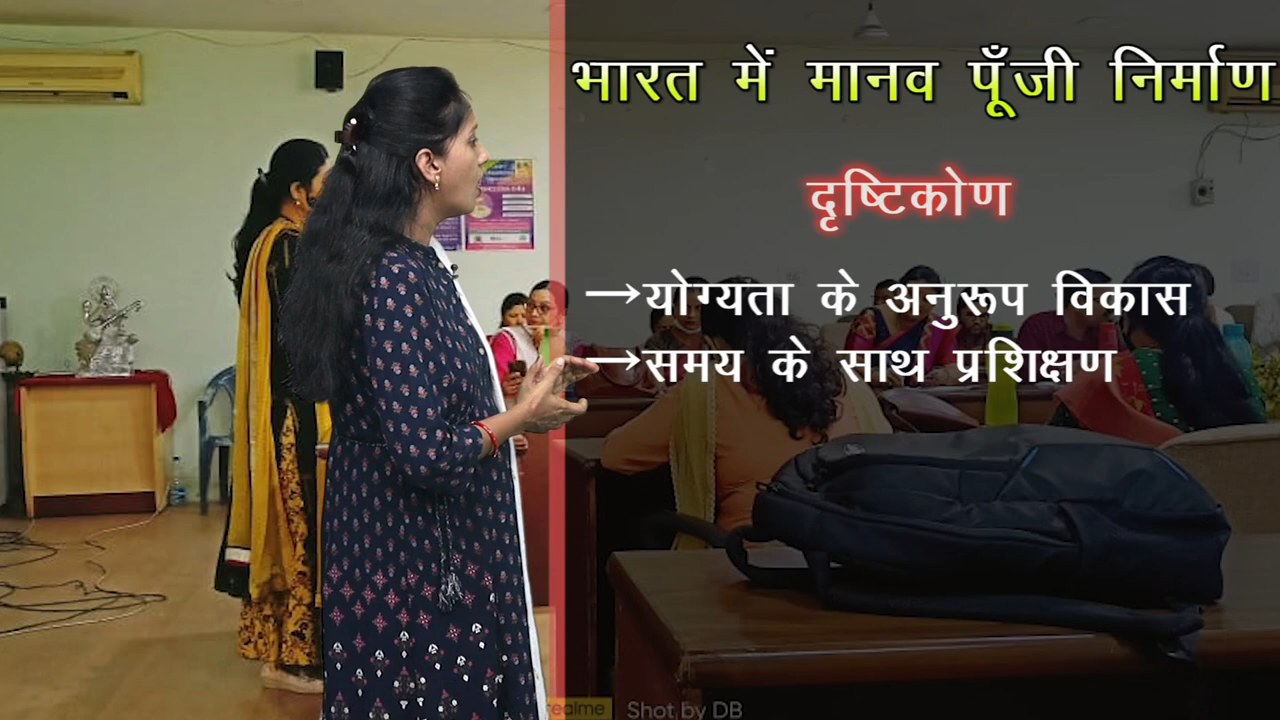 भारत में मानव पूँजी निर्माण
दृष्टिकोण
→योग्यता के अनुरूप विकास
→समय के साथ प्रशिक्षण
realme Shot by DB